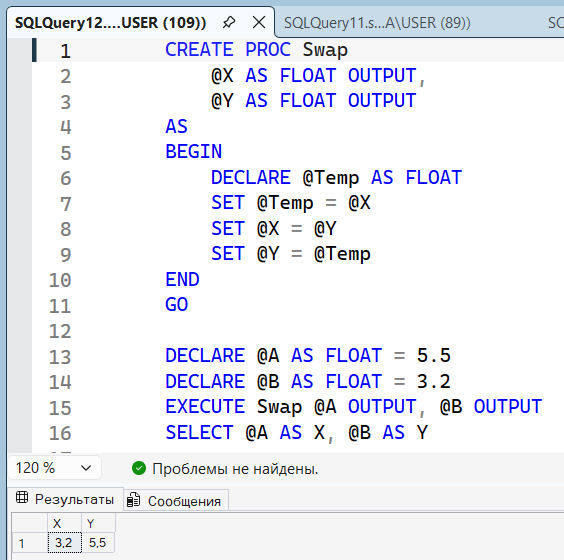 SQLQuery12....USER (109)) SQLQuery11.s...A\USER (89)) SC
1 CREATE PROC Swap
2 @X AS FLOAT OUTPUT,
3 @Y AS FLOAT OUTPUT
4 AS
5 BEGIN
6 DECLARE @Temp AS FLOAT
7 SET @Temp = @X
8 SET @X = @Y
9 SET @Y = @Temp
10 END
11 GO
12
13 DECLARE @A AS FLOAT = 5.5
14 DECLARE @B AS FLOAT = 3.2
15 EXECUTE Swap @A OUTPUT, @B OUTPUT
16 SELECT @A AS X, @B AS Y
120 % Проблемы не найдены.
Результаты Сообщения
X Y
1 3,2 5,5